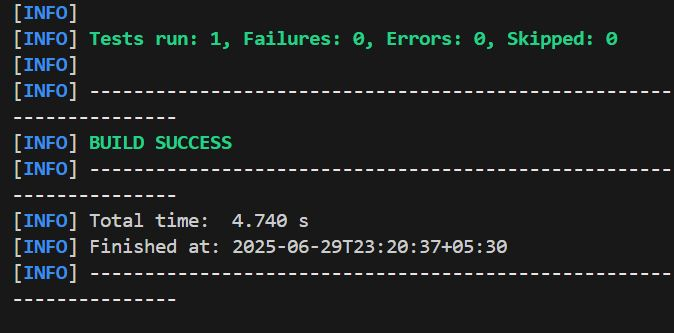 [INFO]
[INFO] Tests run: 1, Failures: 0, Errors: 0, Skipped: 0
[INFO]
[INFO] ---------------------------------------------------------
---------------
[INFO] BUILD SUCCESS
[INFO] ---------------------------------------------------------
---------------
[INFO] Total time:  4.740 s
[INFO] Finished at: 2025-06-29T23:20:37+05:30
[INFO] ---------------------------------------------------------
---------------